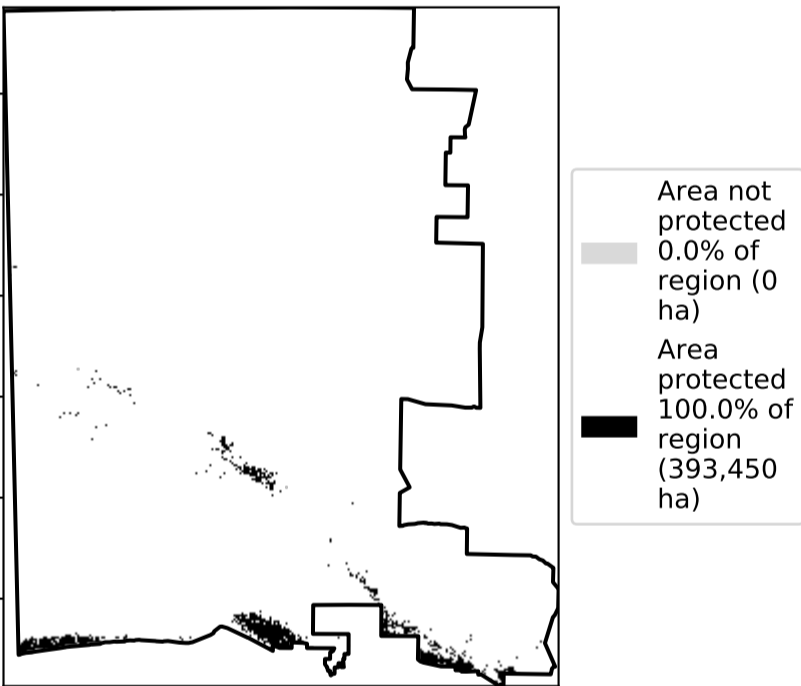 Area not
protected
0.0% of
region (0
ha)
Area
protected
100.0% of
region
(393,450
ha)